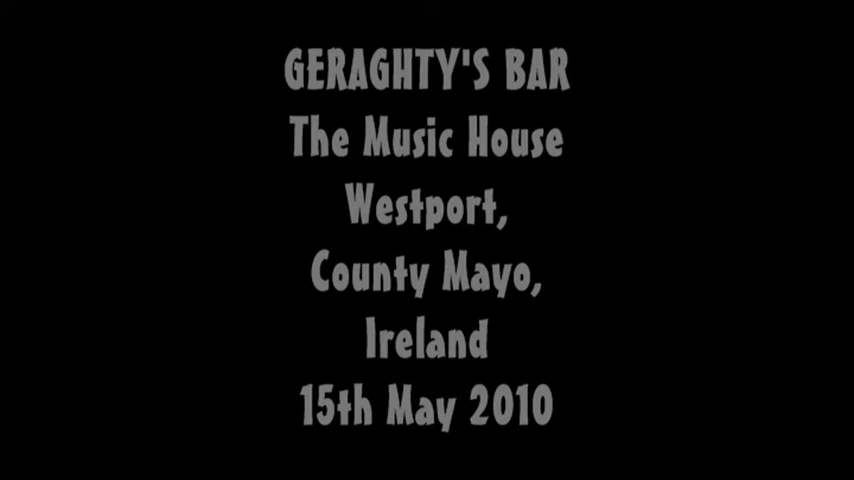 GERAGHTY'S BAR
The Music House
Westport,
County Mayo,
Ireland
15th May 2010